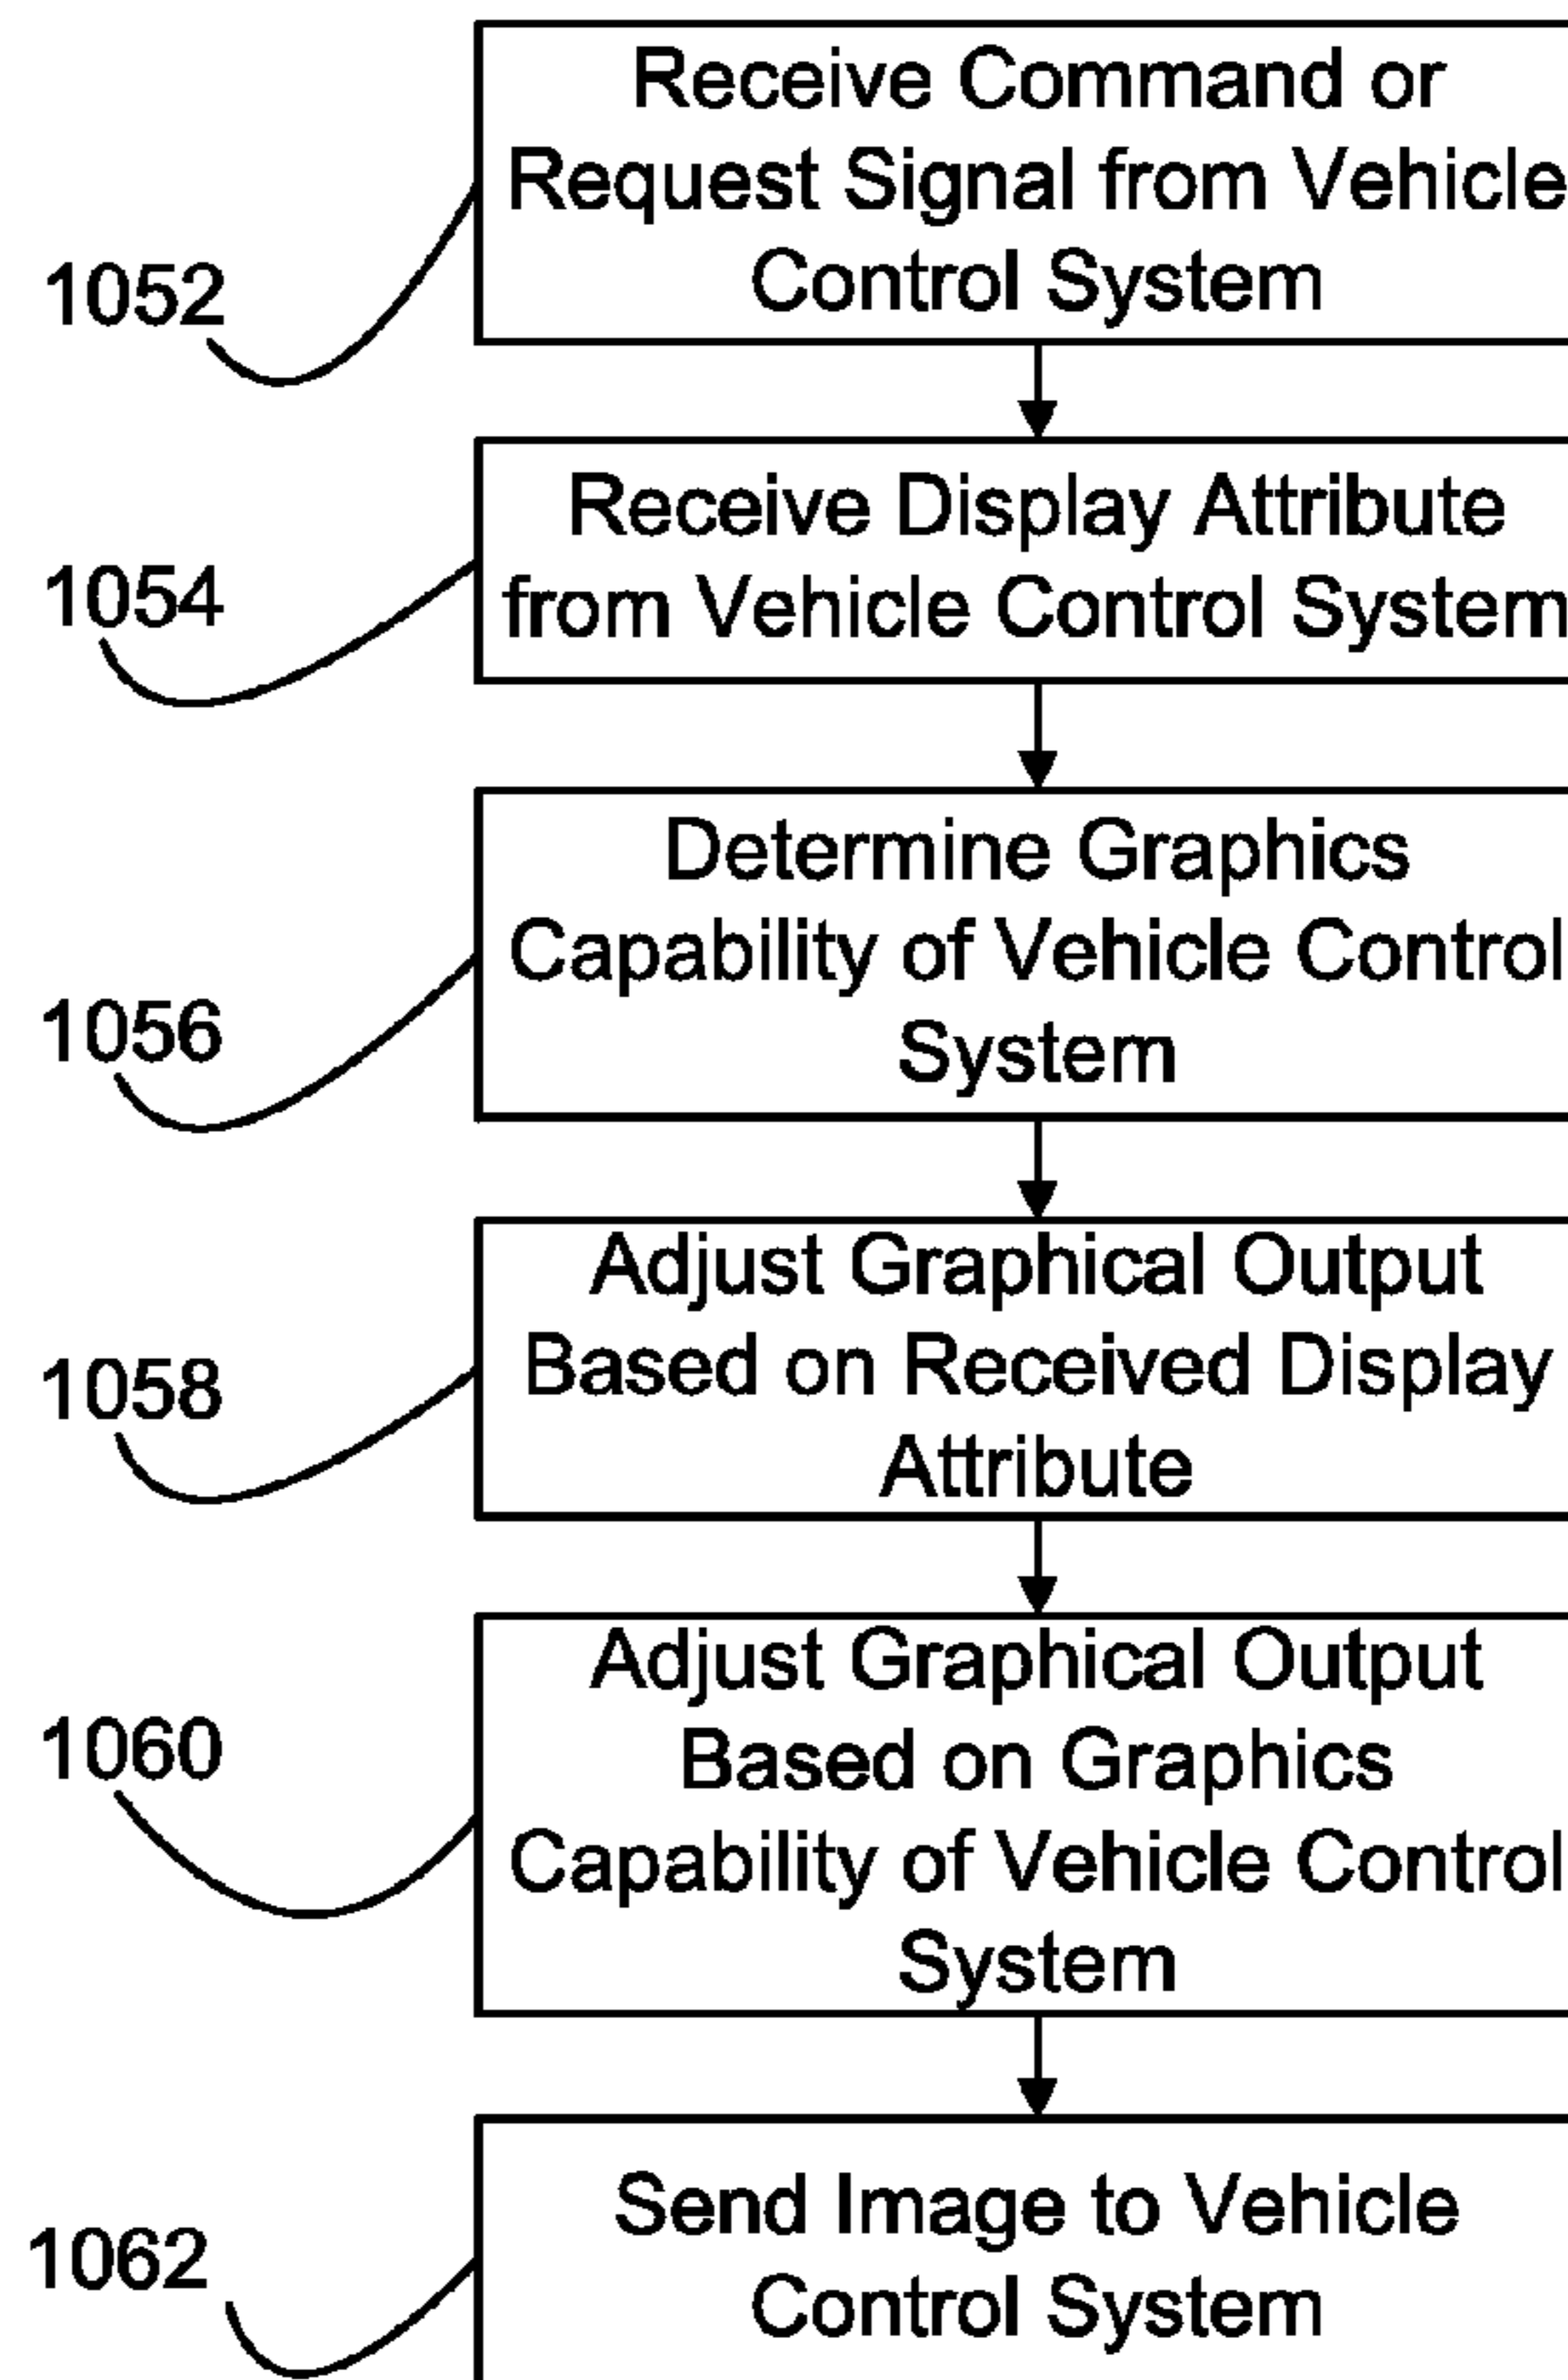 Receive Command or
Request Signal from Vehicle
Control System
1052
Receive Display Attribute
from Vehicle Control System
1054
Determine Graphics
Capability of Vehicle Control
System
1056
Adjust Graphical Output
Based on Received Display
Attribute
1058
Adjust Graphical Output
Based on Graphics
Capability of Vehicle Control
System
1060
Send Image to Vehicle
Control System
1062